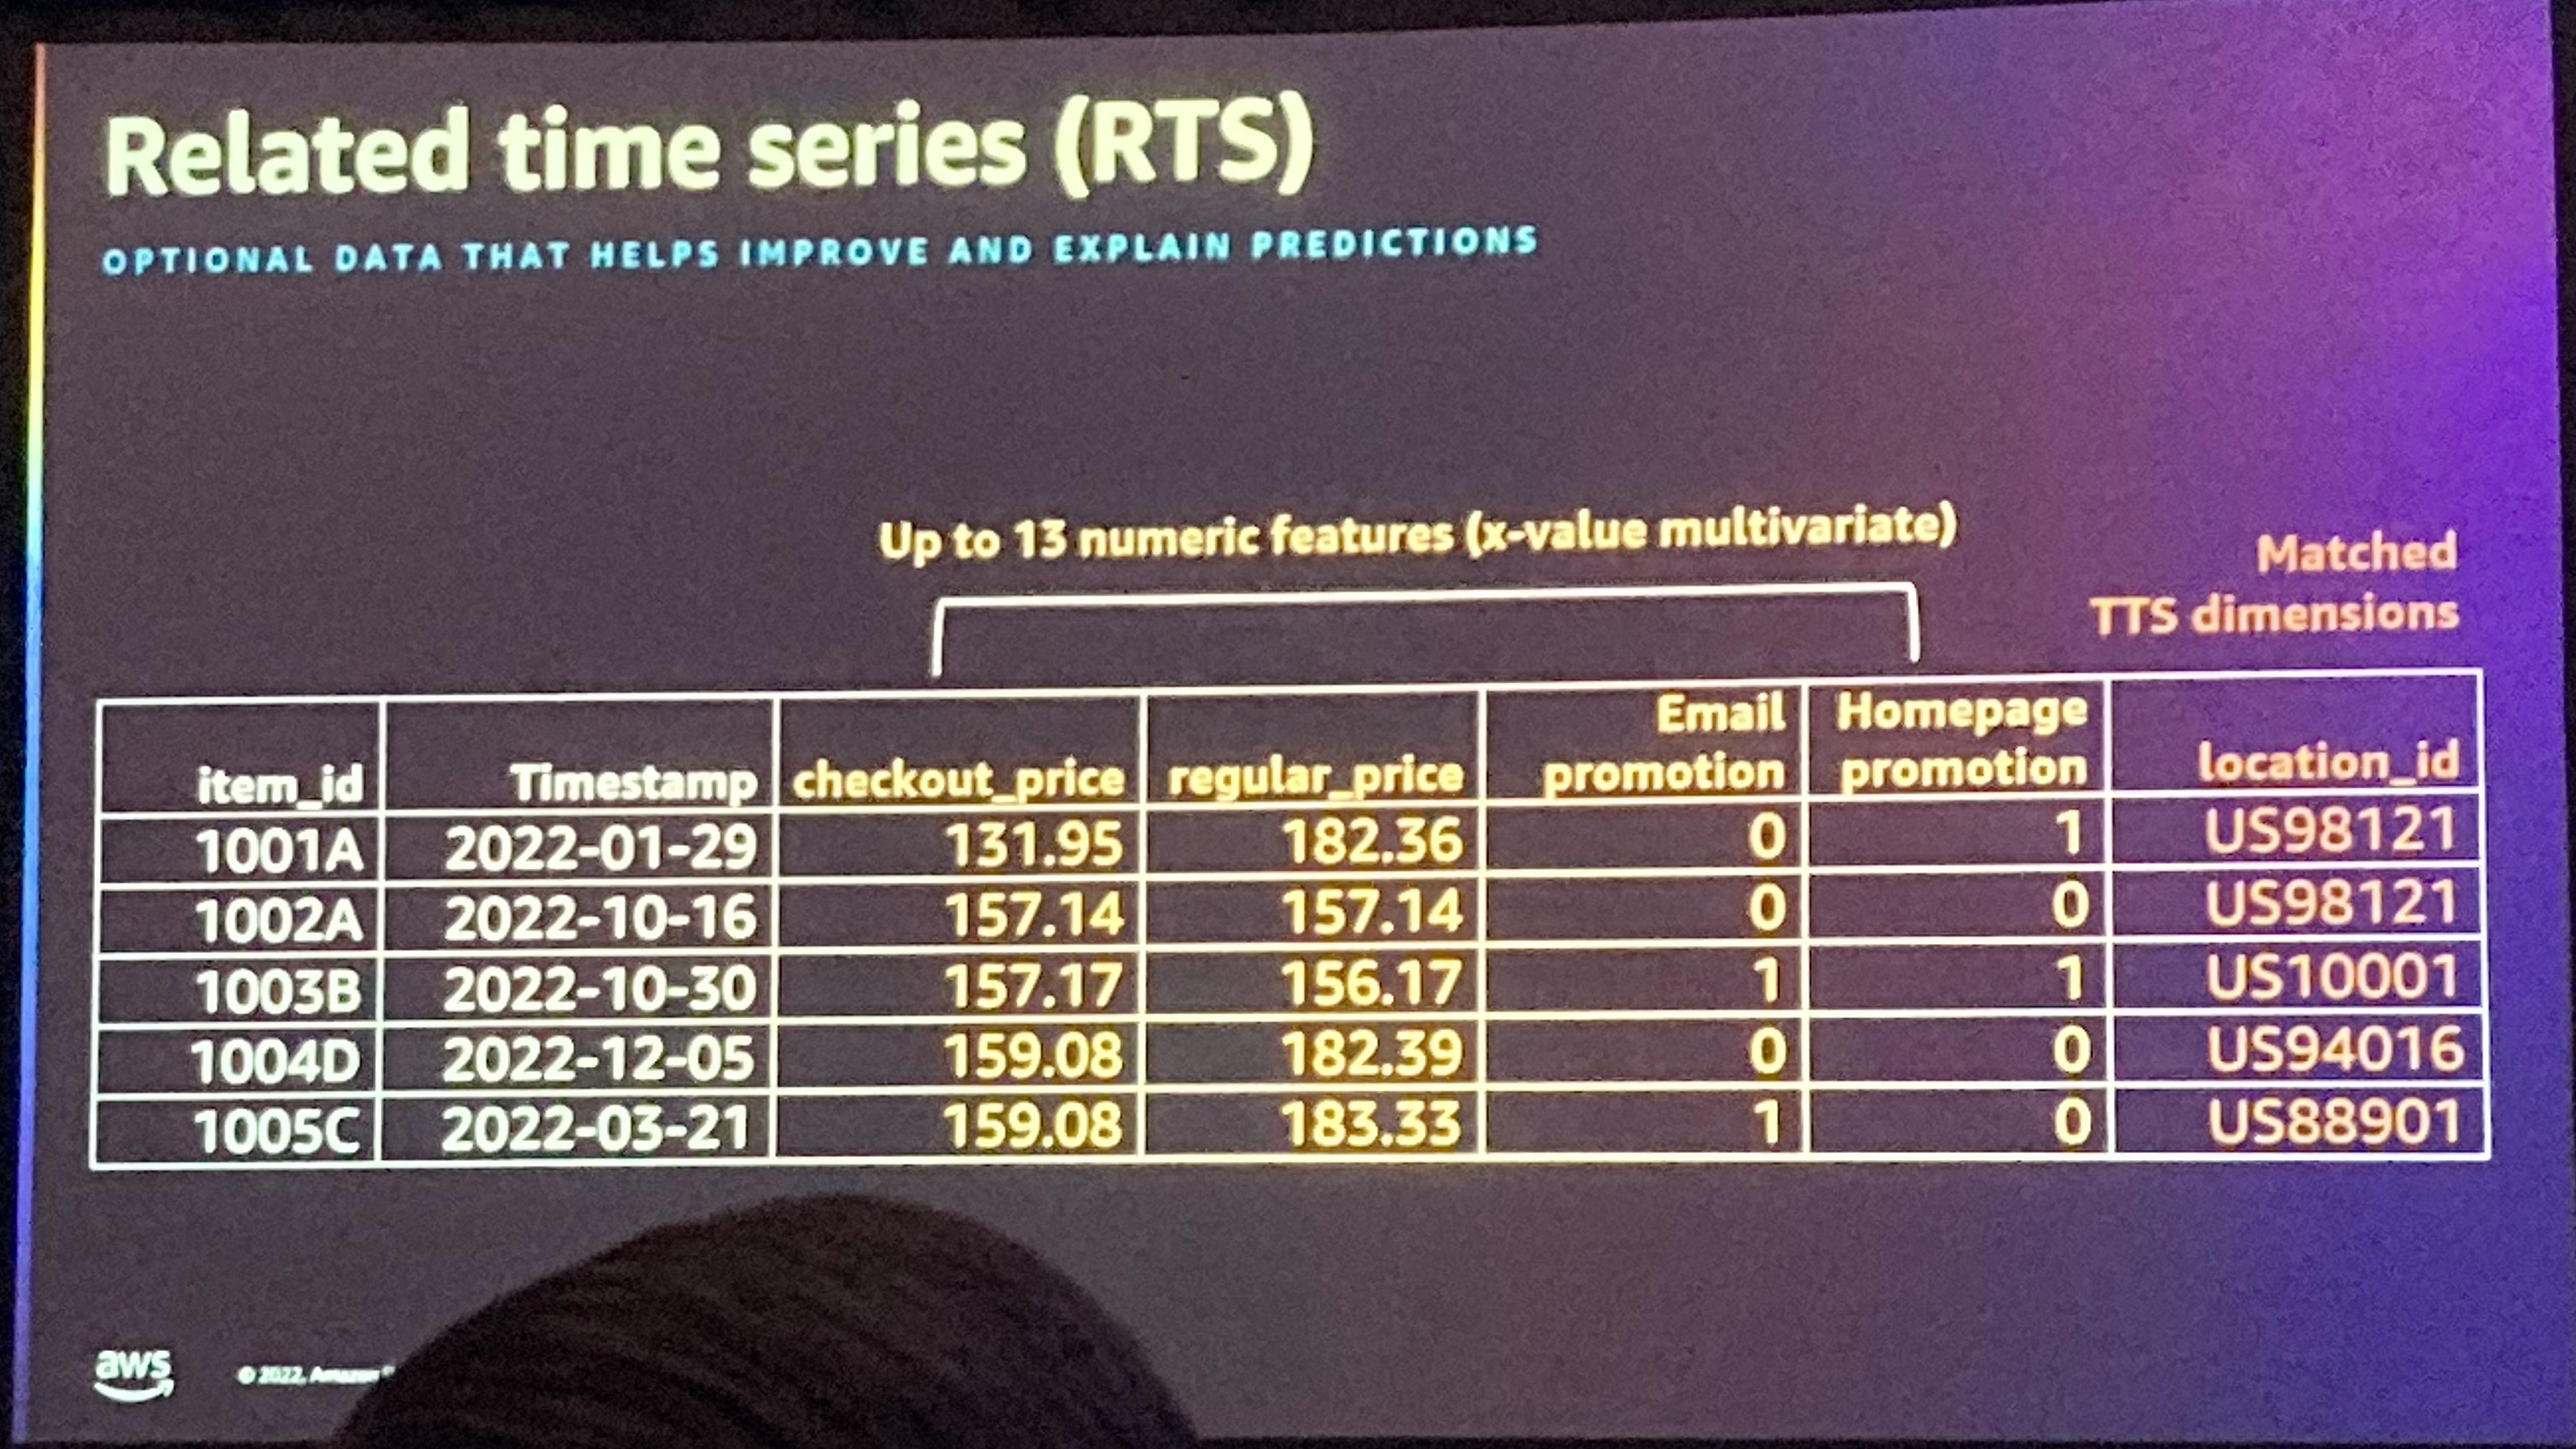 Related time series (RTS)
OPTIONAL DATA THAT HELPS IMPROVE AND EXPLAIN PREDICTIONS
Up to 13 numeric features (x-value multivariate)
Matched
TTS dimensions
item_id Timestamp checkout_price regular_price Email promotion Homepage promotion location_id
1001A 2022-01-29 131.95 182.36 0 1 US98121
1002A 2022-10-16 157.14 157.14 0 0 US98121
1003B 2022-10-30 157.17 156.17 1 1 US10001
1004D 2022-12-05 159.08 182.39 0 0 US94016
1005C 2022-03-21 159.08 183.33 1 0 US88901
aws
© 2022, Amazon